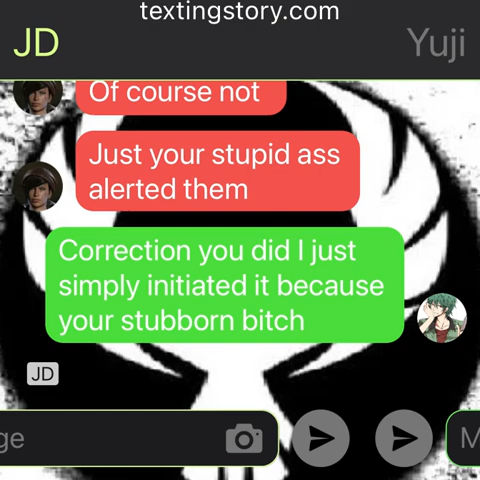 textingstory.com
JD Yuji
Of course not
Just your stupid ass
alerted them
Correction you did I just
simply initiated it because
your stubborn bitch
JD
ge M